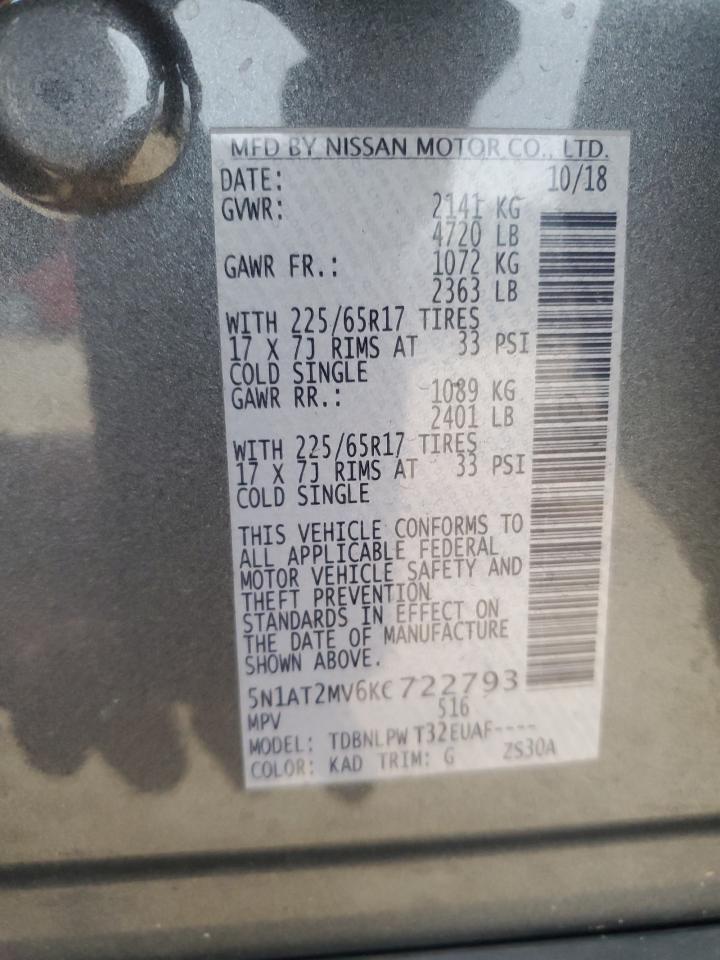 MFD BY NISSAN MOTOR CO., LTD.
DATE: 10/18
GVWR: 2141 KG
4720 LB
GAWR FR.: 1072 KG
2363 LB
WITH 225/65R17 TIRES
17 X 7J RIMS AT 33 PSI
COLD SINGLE
GAWR RR.: 1089 KG
2401 LB
WITH 225/65R17 TIRES
17 X 7J RIMS AT 33 PSI
COLD SINGLE
THIS VEHICLE CONFORMS TO
ALL APPLICABLE FEDERAL
MOTOR VEHICLE SAFETY AND
THEFT PREVENTION
STANDARDS IN EFFECT ON
THE DATE OF MANUFACTURE
SHOWN ABOVE.
5N1AT2MV6KC722793
MPV 516
MODEL: TDBNLPW T32EUAF----
COLOR: KAD TRIM: G ZS30A